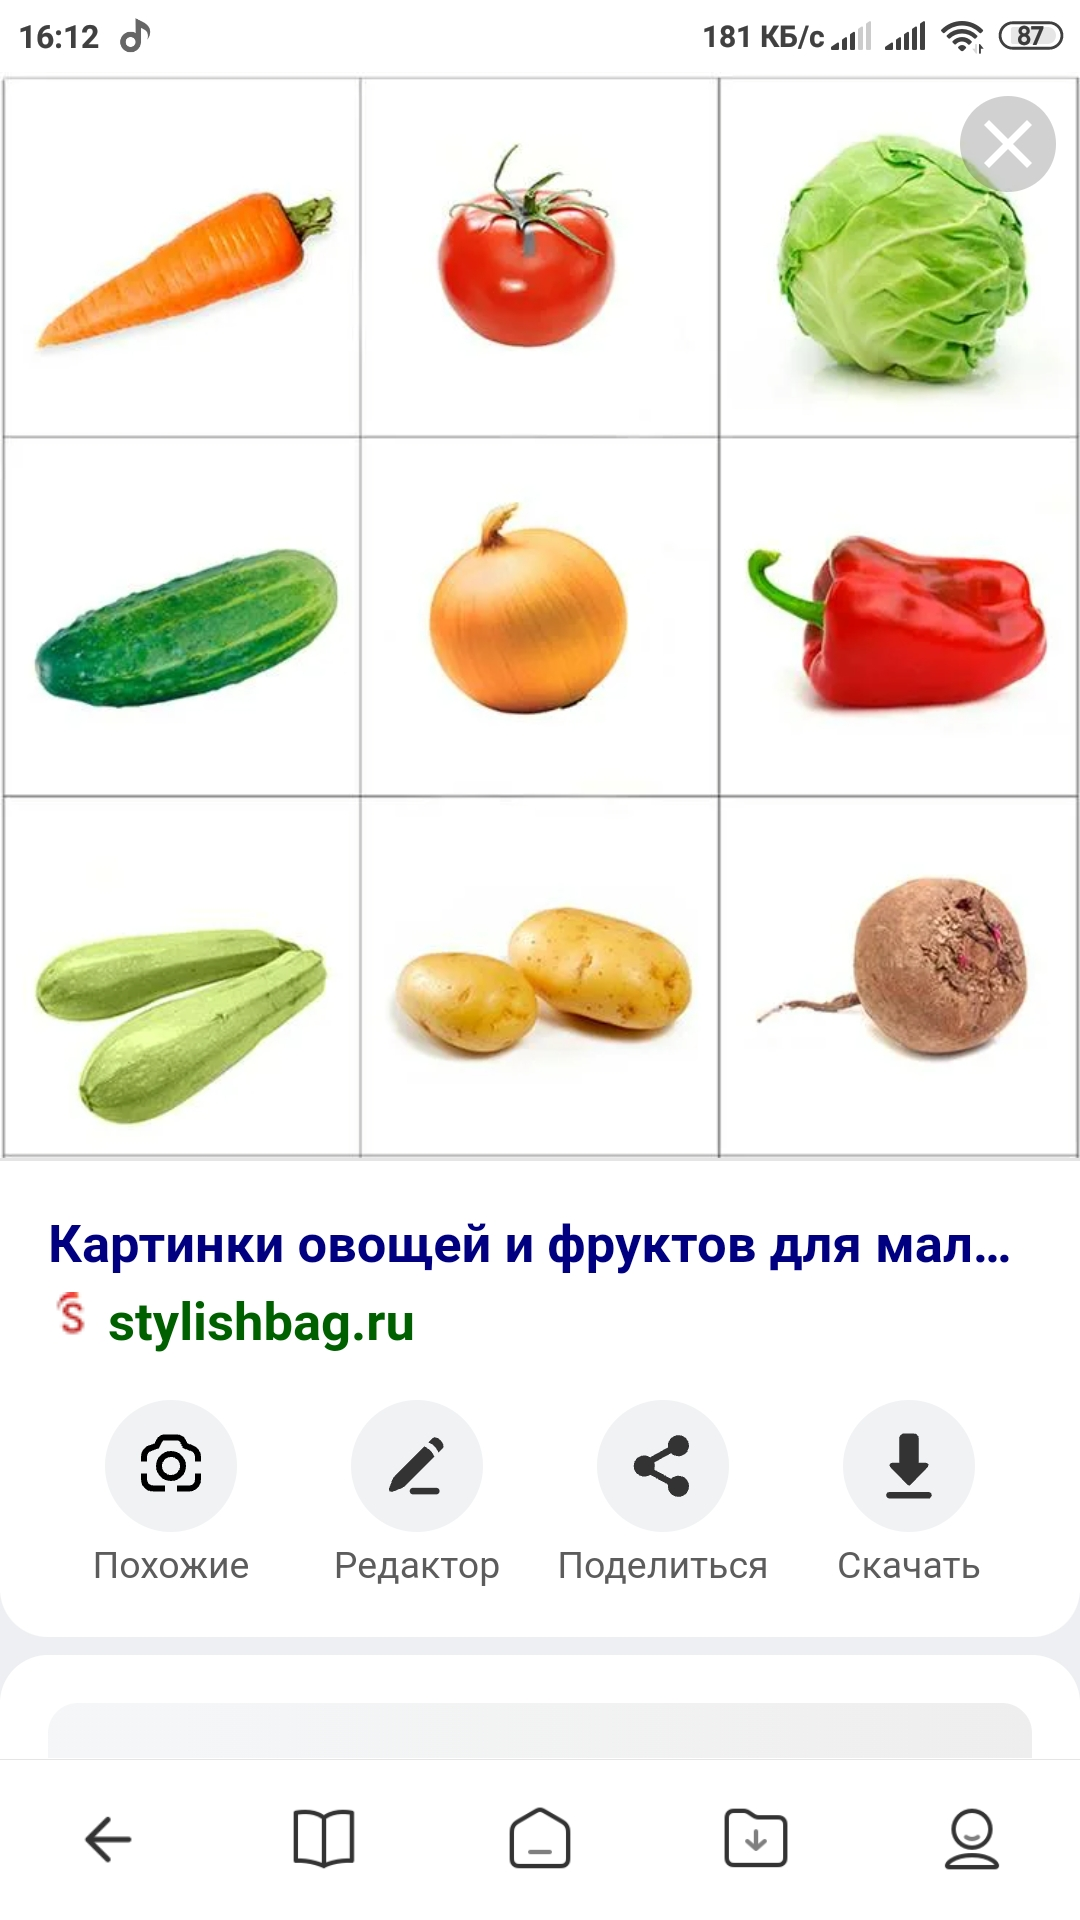 16:12 181 КБ/с 87
Картинки овощей и фруктов для мал...
S stylishbag.ru
Похожие Редактор Поделиться Скачать